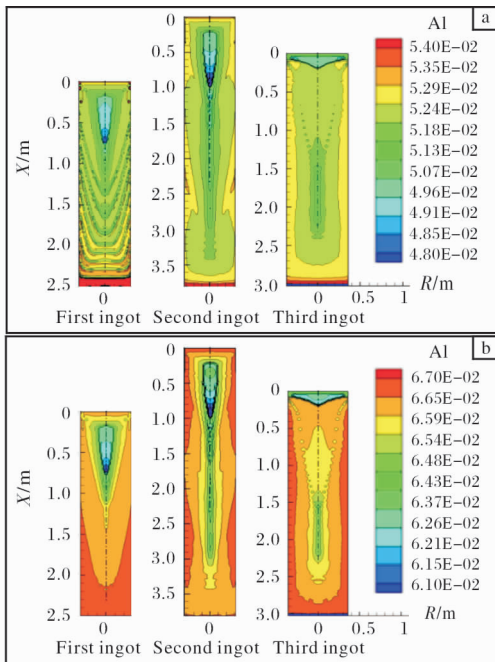 a
Al
5.40E-02
5.35E-02
5.29E-02
5.24E-02
5.18E-02
5.13E-02
5.07E-02
4.96E-02
4.91E-02
4.85E-02
4.80E-02
X/m
0
0.5
1.0
1.5
2.0
2.5
0
0.5
1.0
1.5
2.0
2.5
3.0
3.5
0
0.5
1.0
1.5
2.0
2.5
3.0
0 0 0 0.5 1
R/m
First ingot Second ingot Third ingot
b
Al
6.70E-02
6.65E-02
6.59E-02
6.54E-02
6.48E-02
6.43E-02
6.37E-02
6.26E-02
6.21E-02
6.15E-02
6.10E-02
X/m
0
0.5
1.0
1.5
2.0
2.5
0
0.5
1.0
1.5
2.0
2.5
3.0
3.5
0
0.5
1.0
1.5
2.0
2.5
3.0
0 0 0 0.5 1
R/m
First ingot Second ingot Third ingot